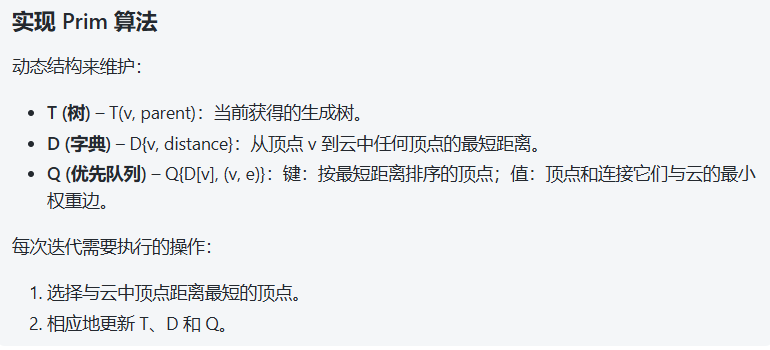 实现 Prim 算法
动态结构来维护：
• T (树) – T(v, parent)：当前获得的生成树。
• D (字典) – D{v, distance}：从顶点 v 到云中任何顶点的最短距离。
• Q (优先队列) – Q{D[v], (v, e)}：键：按最短距离排序的顶点；值：顶点和连接它们与云的最小
权重边。
每次迭代需要执行的操作：
1. 选择与云中顶点距离最短的顶点。
2. 相应地更新 T、D 和 Q。